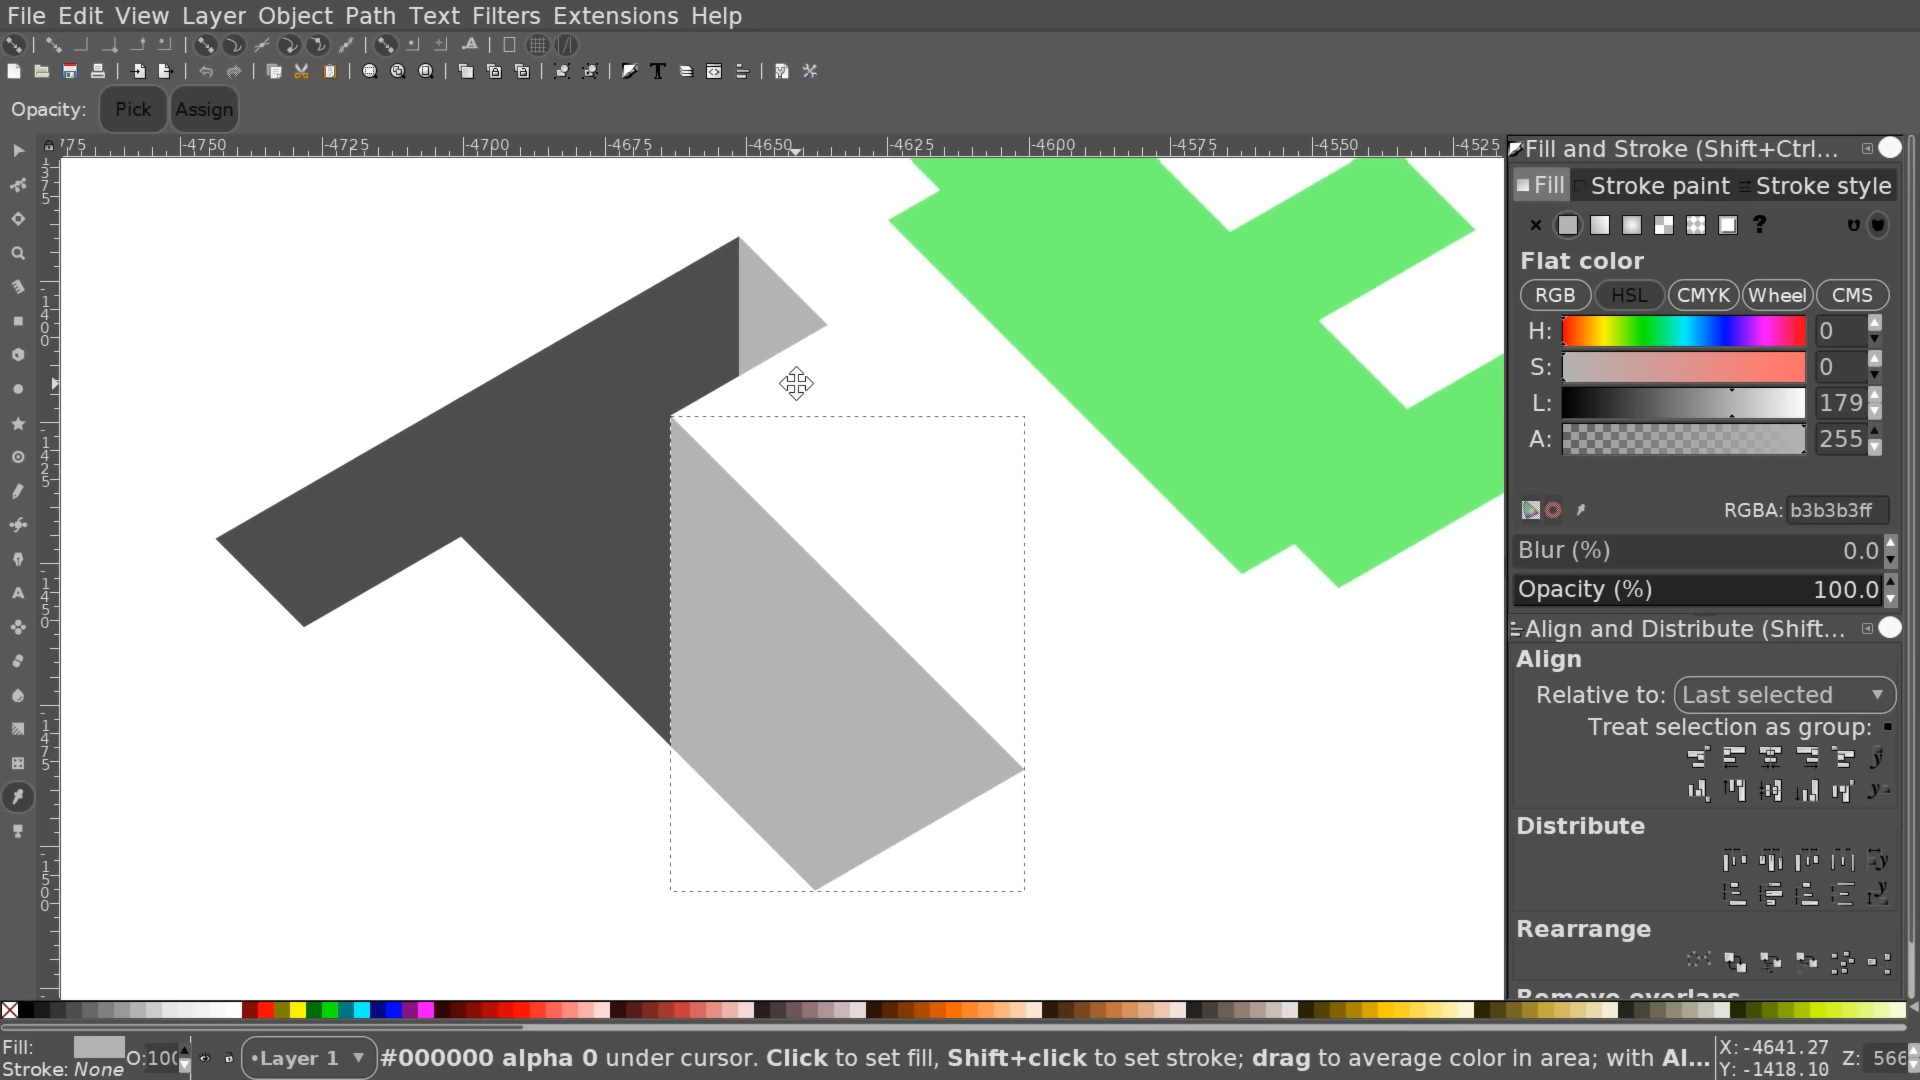 File Edit View Layer Object Path Text Filters Extensions Help
Opacity: Pick Assign
-4750 -4725 -4700 -4675 -4650 -4625 -4600 -4575 -4550 -4525
Fill and Stroke (Shift+Ctrl...
Fill Stroke paint Stroke style
Flat color
RGB HSL CMYK Wheel CMS
H: 0
S: 0
L: 179
A: 255
RGBA: b3b3b3ff
Blur (%) 0.0
Opacity (%) 100.0
Align and Distribute (Shift...
Align
Relative to: Last selected
Treat selection as group:
Distribute
Rearrange
Remove overlaps
Fill:
Stroke: None
O:100
•Layer 1
#000000 alpha 0 under cursor. Click to set fill, Shift+click to set stroke; drag to average color in area; with Al...
X: -4641.27
Y: -1418.10
Z: 566